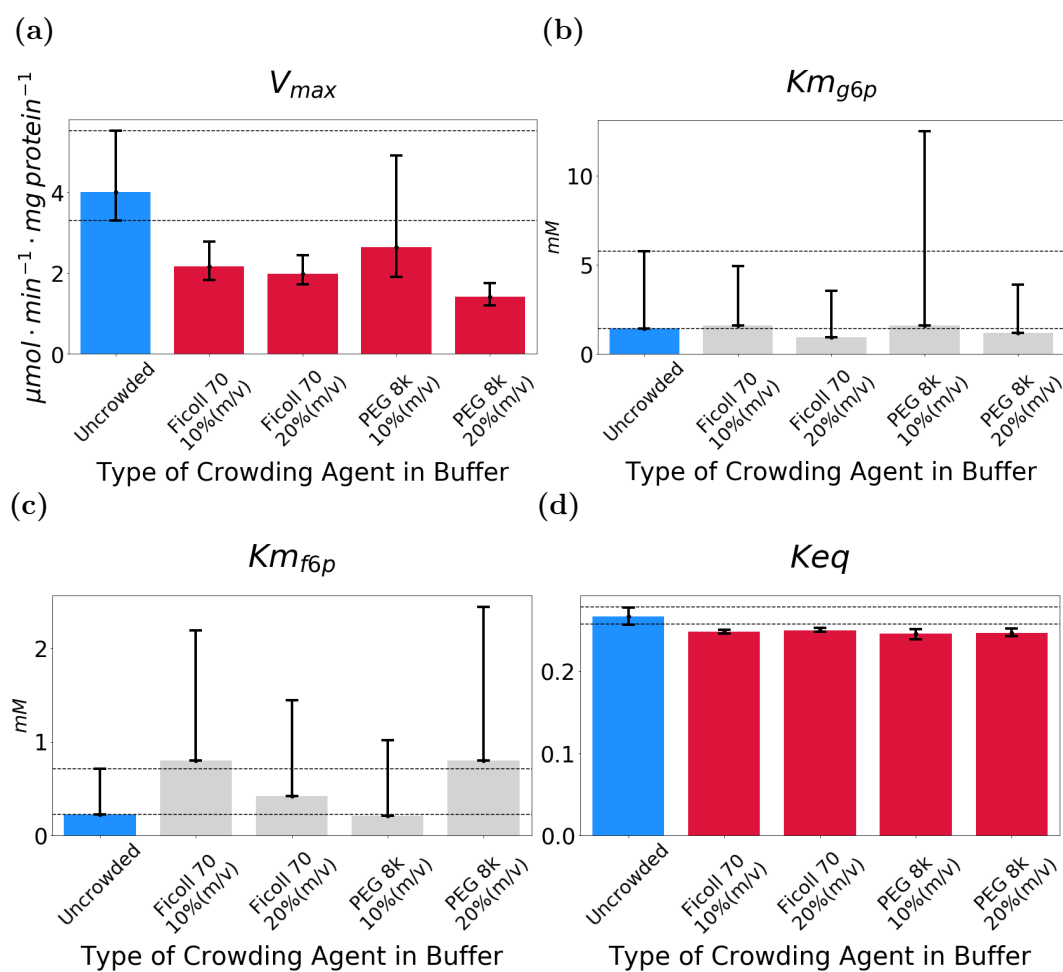 (a)
V_max
μmol · min⁻¹ · mg protein⁻¹
4
2
0
Uncrowded
Ficoll 70
10%(m/v)
Ficoll 70
20%(m/v)
PEG 8k
10%(m/v)
PEG 8k
20%(m/v)
Type of Crowding Agent in Buffer
(b)
Km_g6p
mM
10
5
0
Uncrowded
Ficoll 70
10%(m/v)
Ficoll 70
20%(m/v)
PEG 8k
10%(m/v)
PEG 8k
20%(m/v)
Type of Crowding Agent in Buffer
(c)
Km_f6p
mM
2
1
0
Uncrowded
Ficoll 70
10%(m/v)
Ficoll 70
20%(m/v)
PEG 8k
10%(m/v)
PEG 8k
20%(m/v)
Type of Crowding Agent in Buffer
(d)
Keq
0.2
0.1
0.0
Uncrowded
Ficoll 70
10%(m/v)
Ficoll 70
20%(m/v)
PEG 8k
10%(m/v)
PEG 8k
20%(m/v)
Type of Crowding Agent in Buffer